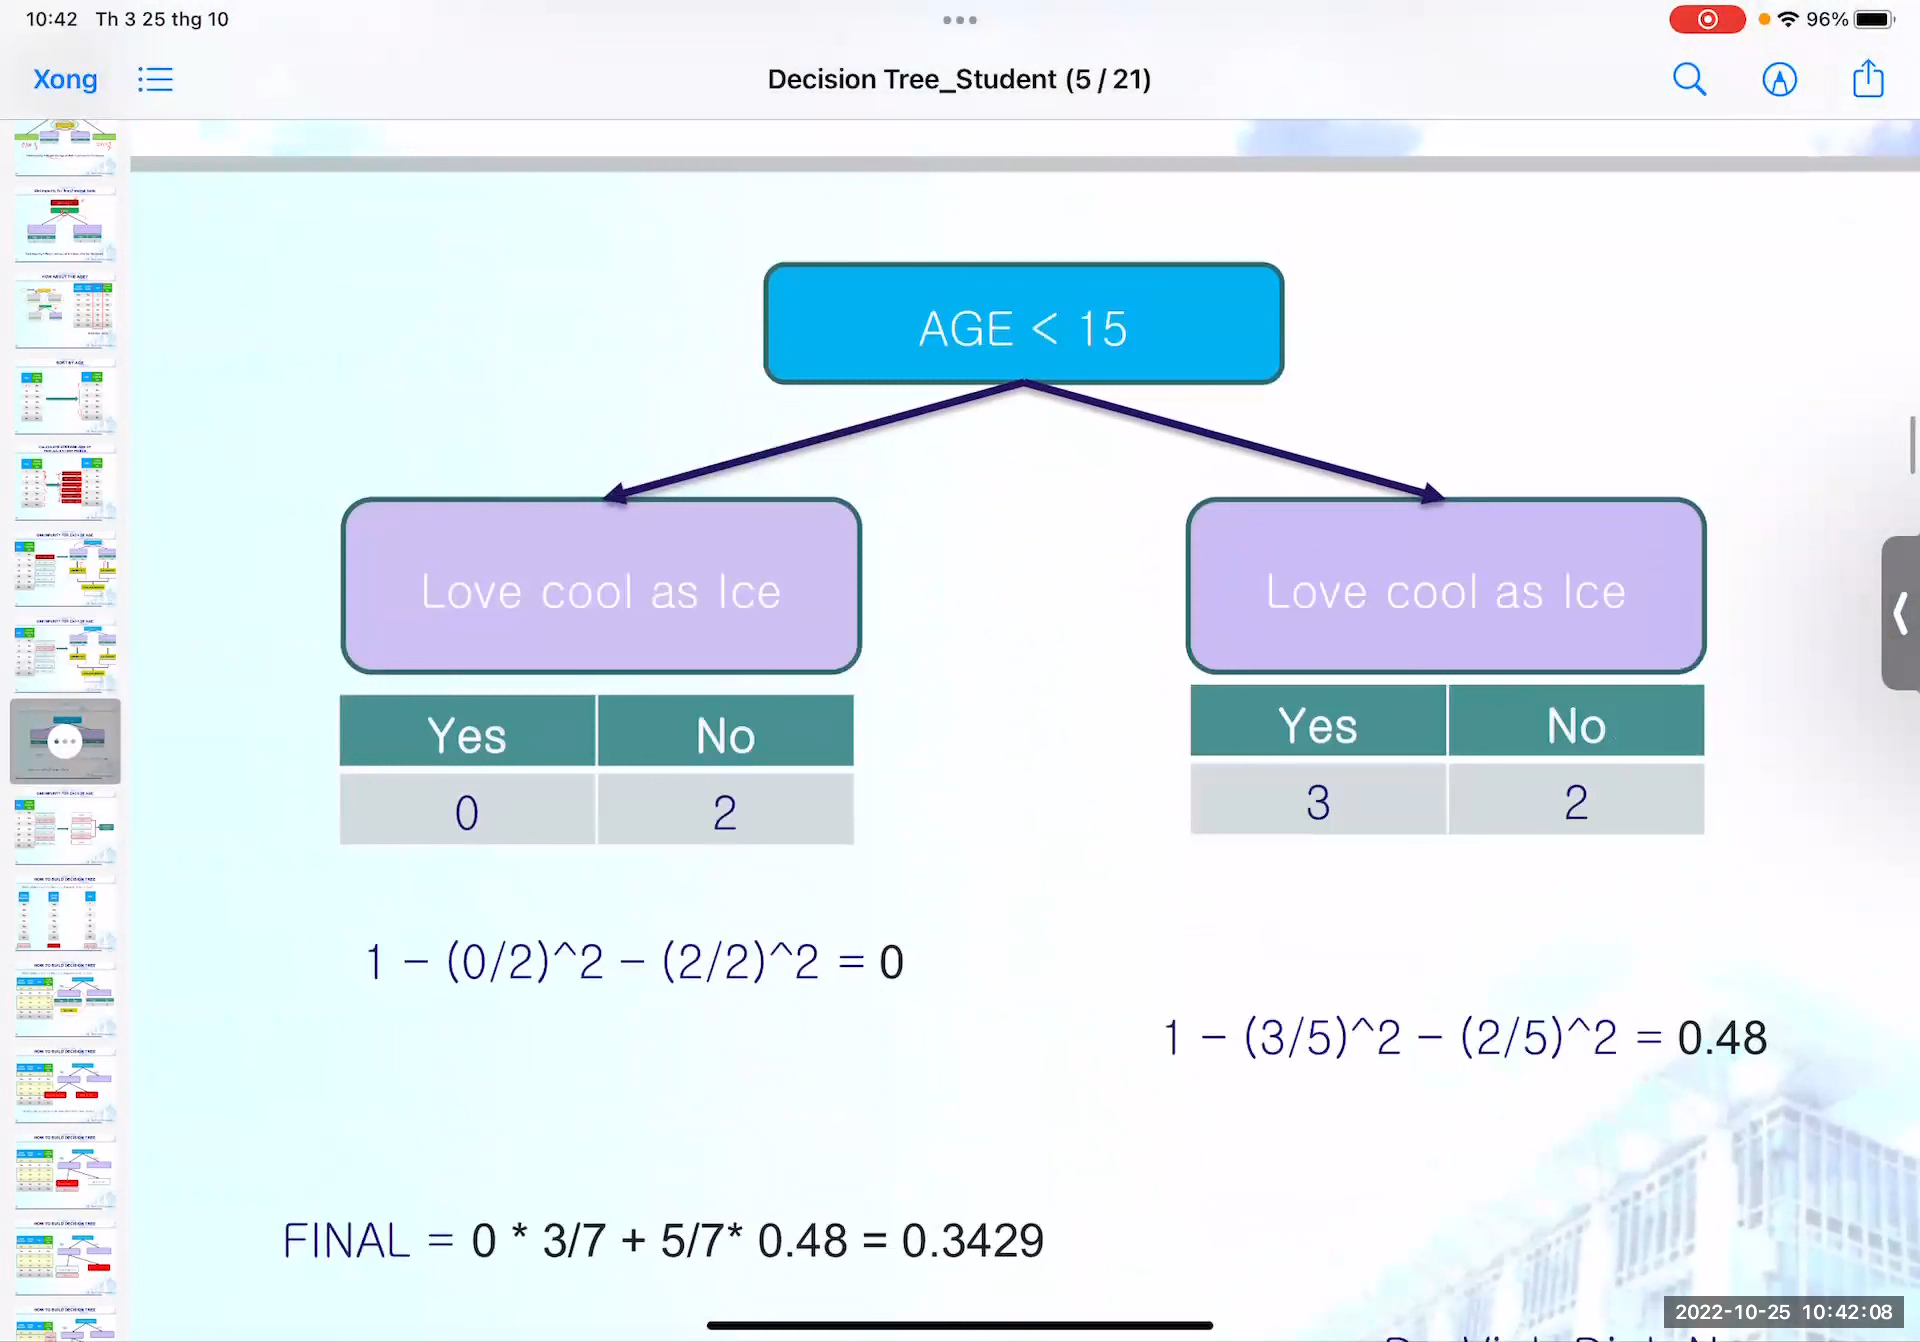 10:42 Th 3 25 thg 10
96%
Xong
Decision Tree_Student (5 / 21)
AGE < 15
Love cool as Ice
Love cool as Ice
Yes No
0 2
Yes No
3 2
1 - (0/2)^2 - (2/2)^2 = 0
1 - (3/5)^2 - (2/5)^2 = 0.48
FINAL = 0 * 3/7 + 5/7* 0.48 = 0.3429
2022-10-25 10:42:08